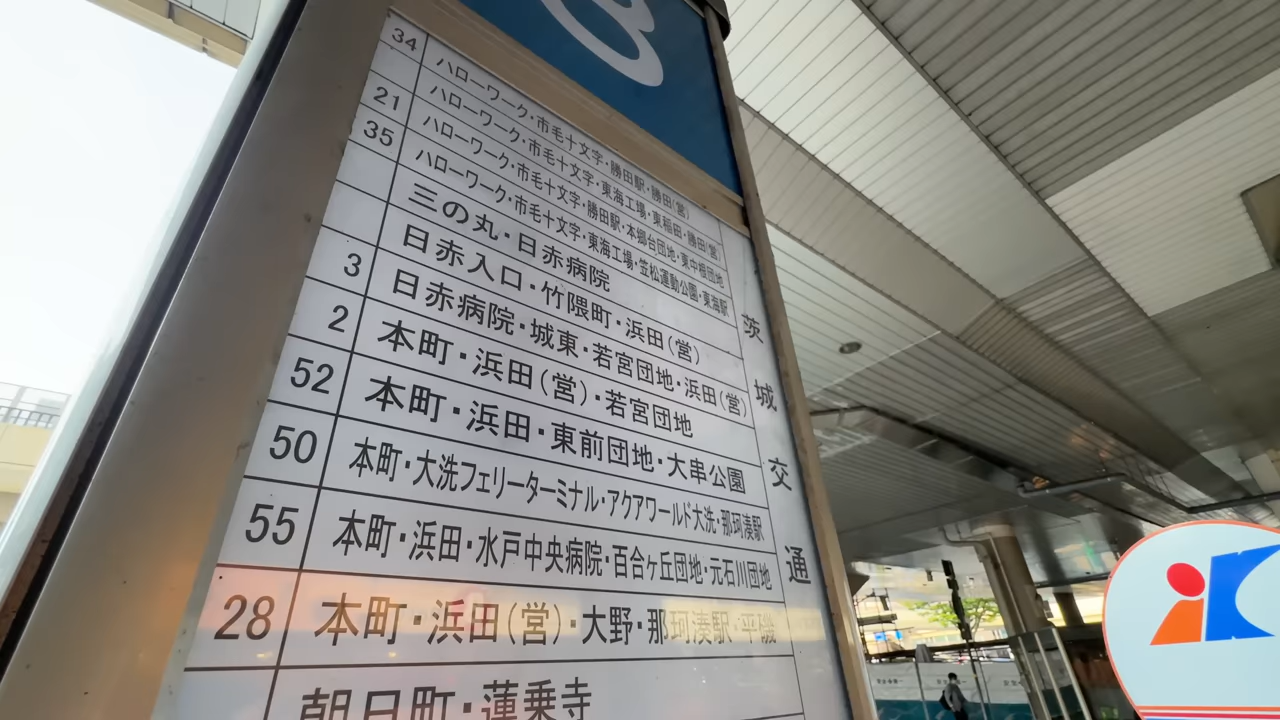 3
34 ハローワーク・市毛十文字・勝田駅・勝田(営)
ハローワーク・市毛十文字・東海工場・東稲田・勝田(営)
21 ハローワーク・市毛十文字・勝田駅・本郷台団地・東中根団地
35 ハローワーク・市毛十文字・東海工場・笠松運動公園・東海駅
三の丸・日赤病院
日赤入口・竹隈町・浜田(営)
3 日赤病院・城東・若宮団地・浜田(営)
2 本町・浜田(営)・若宮団地
52 本町・浜田・東前団地・大串公園
50 本町・大洗フェリーターミナル・アクアワールド大洗・那珂湊駅
55 本町・浜田・水戸中央病院・百合ヶ丘団地・元石川団地
28 本町・浜田(営)・大野・那珂湊駅・平磯
朝日町・蓮乗寺
茨城交通